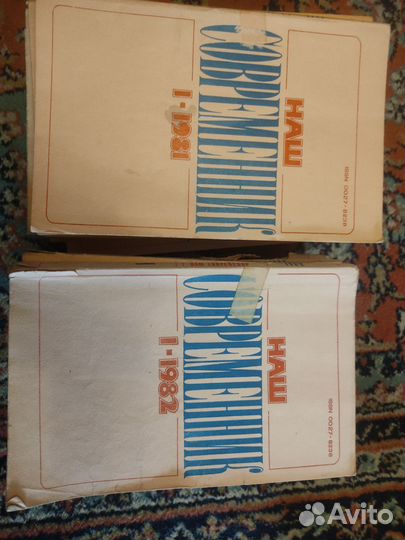 НАШ
СОВРЕМЕННИК
1·1981
ISSN 0027-8238
НАШ
СОВРЕМЕННИК
1·1982
ISSN 0027-8238
Avito